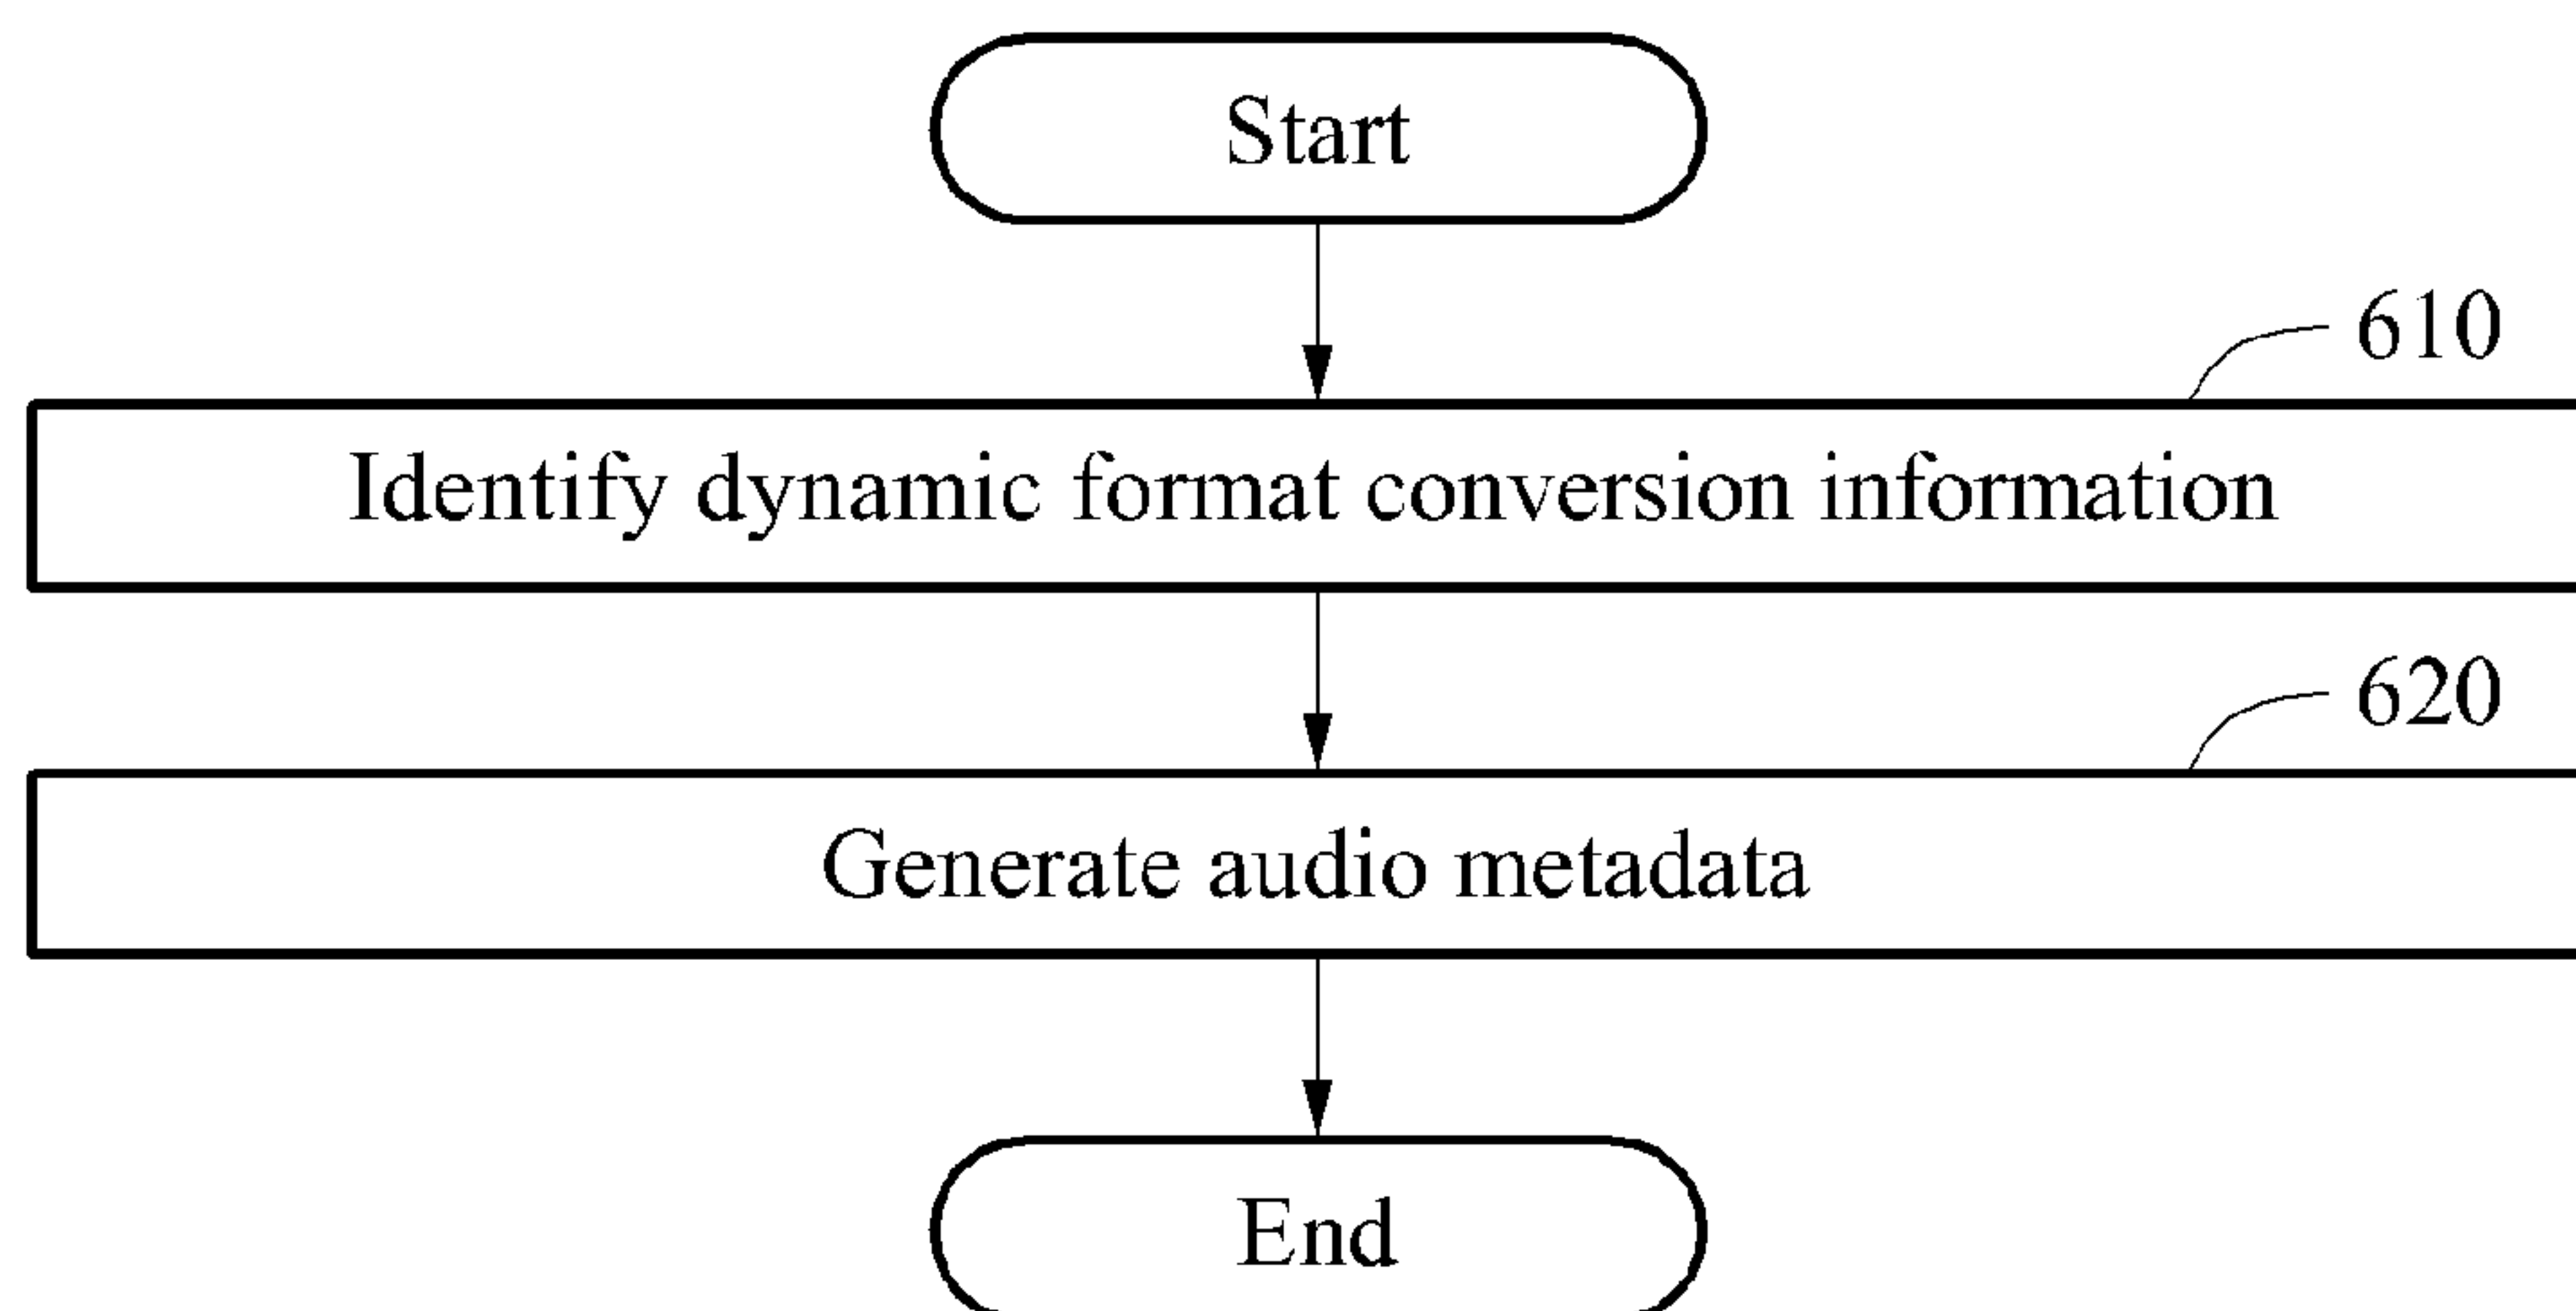 Start
610
Identify dynamic format conversion information
620
Generate audio metadata
End